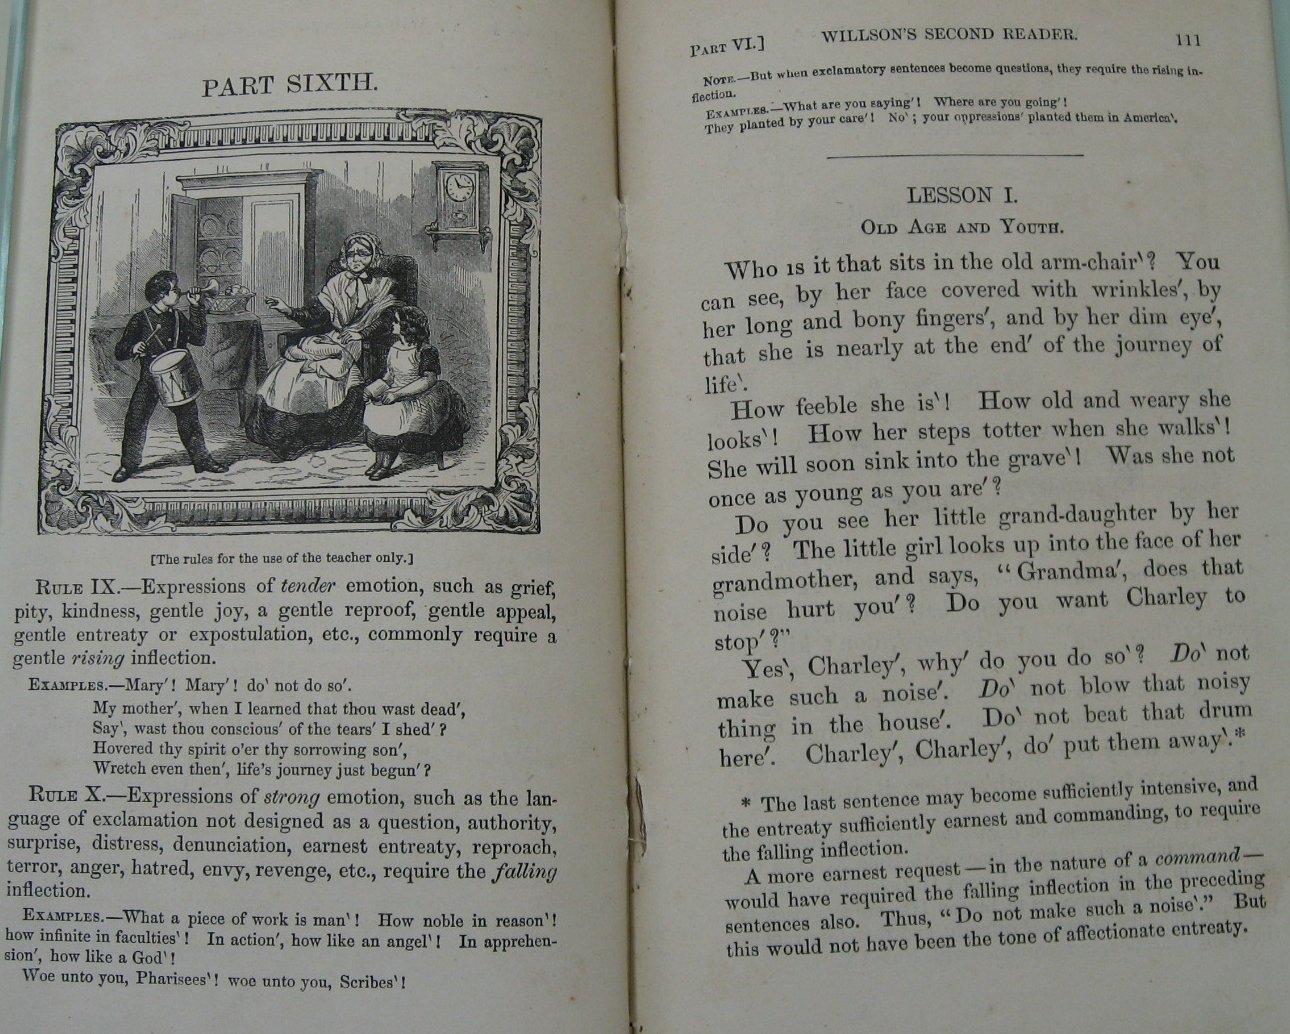 PART SIXTH.
[The rules for the use of the teacher only.]
RULE IX.—Expressions of tender emotion, such as grief,
pity, kindness, gentle joy, a gentle reproof, gentle appeal,
gentle entreaty or expostulation, etc., commonly require a
gentle rising inflection.
EXAMPLES.—Mary′! Mary′! do‵ not do so′.
My mother′, when I learned that thou wast dead′,
Say‵, wast thou conscious′ of the tears′ I shed′?
Hovered thy spirit o'er thy sorrowing son′,
Wretch even then′, life's journey just begun′?
RULE X.—Expressions of strong emotion, such as the lan-
guage of exclamation not designed as a question, authority,
surprise, distress, denunciation, earnest entreaty, reproach,
terror, anger, hatred, envy, revenge, etc., require the falling
inflection.
EXAMPLES.—What a piece of work is man‵! How noble in reason‵!
how infinite in faculties‵! In action′, how like an angel‵! In apprehen-
sion′, how like a God‵!
Woe unto you, Pharisees‵! woe unto you, Scribes‵!
PART VI.] WILLSON'S SECOND READER. 111
NOTE.—But when exclamatory sentences become questions, they require the rising in-
flection.
EXAMPLES.—What are you saying′! Where are you going′!
They planted by your care′! No‵; your oppressions′ planted them in America‵.
LESSON I.
OLD AGE AND YOUTH.
Who is it that sits in the old arm-chair‵? You
can see, by her face covered with wrinkles′, by
her long and bony fingers′, and by her dim eye′,
that she is nearly at the end′ of the journey of
life‵.
How feeble she is‵! How old and weary she
looks‵! How her steps totter when she walks‵!
She will soon sink into the grave‵! Was she not
once as young as you are′?
Do you see her little grand-daughter by her
side′? The little girl looks up into the face of her
grandmother, and says, "Grandma′, does that
noise hurt you′? Do you want Charley to
stop′?"
Yes‵, Charley′, why′ do you do so‵? Do‵ not
make such a noise′. Do‵ not blow that noisy
thing in the house′. Do‵ not beat that drum
here′. Charley′, Charley′, do′ put them away‵.*
* The last sentence may become sufficiently intensive, and
the entreaty sufficiently earnest and commanding, to require
the falling inflection.
A more earnest request—in the nature of a command—
would have required the falling inflection in the preceding
sentences also. Thus, "Do not make such a noise‵." But
this would not have been the tone of affectionate entreaty.